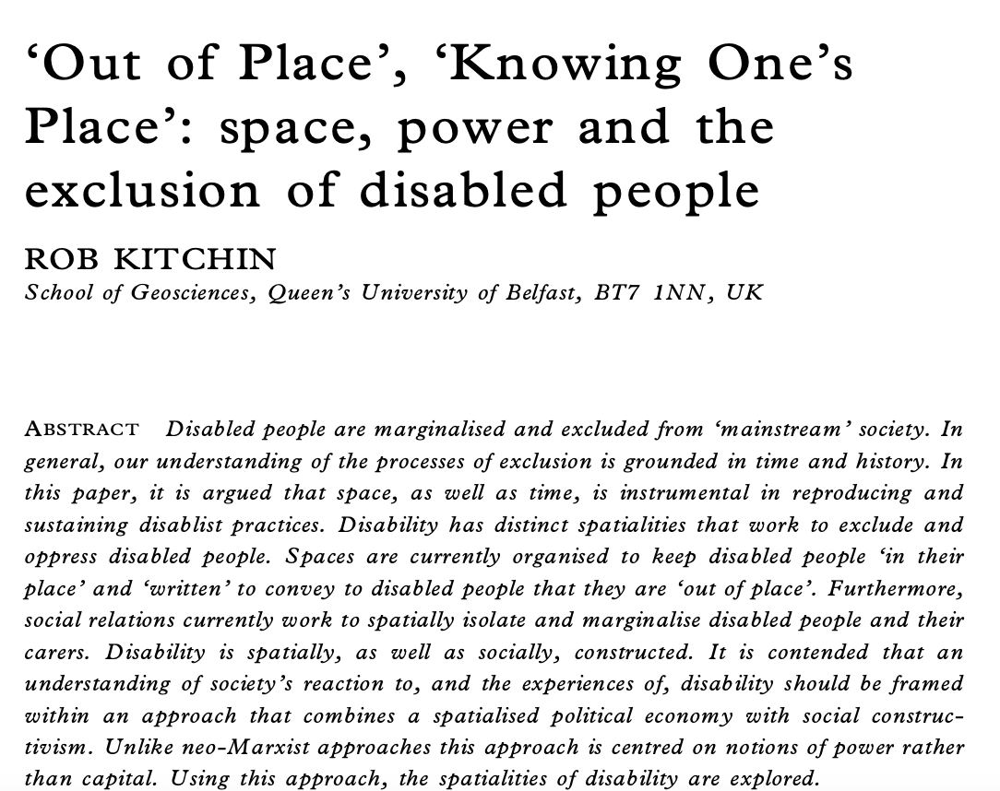 ‘Out of Place’, ‘Knowing One’s
Place’: space, power and the
exclusion of disabled people
ROB KITCHIN
School of Geosciences, Queen’s University of Belfast, BT7 1NN, UK
ABSTRACT Disabled people are marginalised and excluded from ‘mainstream’ society. In
general, our understanding of the processes of exclusion is grounded in time and history. In
this paper, it is argued that space, as well as time, is instrumental in reproducing and
sustaining disablist practices. Disability has distinct spatialities that work to exclude and
oppress disabled people. Spaces are currently organised to keep disabled people ‘in their
place’ and ‘written’ to convey to disabled people that they are ‘out of place’. Furthermore,
social relations currently work to spatially isolate and marginalise disabled people and their
carers. Disability is spatially, as well as socially, constructed. It is contended that an
understanding of society’s reaction to, and the experiences of, disability should be framed
within an approach that combines a spatialised political economy with social construc-
tivism. Unlike neo-Marxist approaches this approach is centred on notions of power rather
than capital. Using this approach, the spatialities of disability are explored.